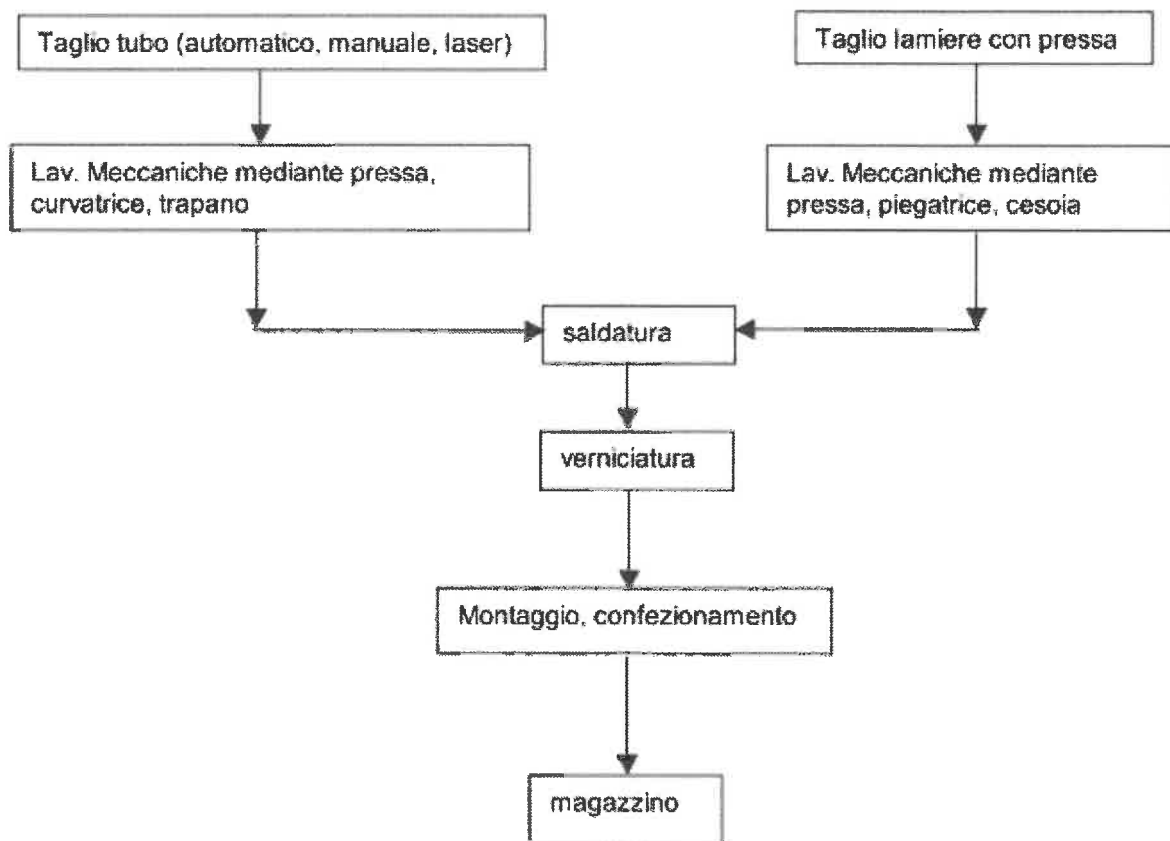 Taglio tubo (automatico, manuale, laser)
Taglio lamiere con pressa
Lav. Meccaniche mediante pressa,
curvatrice, trapano
Lav. Meccaniche mediante
pressa, piegatrice, cesoia
saldatura
verniciatura
Montaggio, confezionamento
magazzino